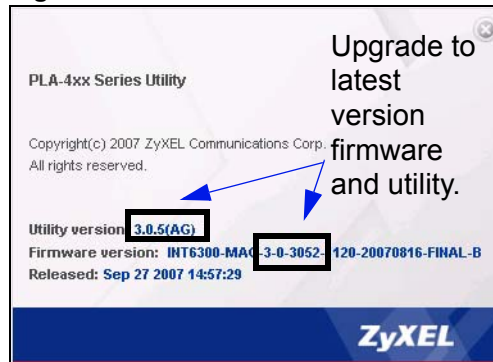 Upgrade to
latest
version
firmware
and utility.
PLA-4xx Series Utility
Copyright(c) 2007 ZyXEL Communications Corp.
All rights reserved.
Utility version: 3.0.5(AG)
Firmware version: INT6300-MAC-3-0-3052- 120-20070816-FINAL-B
Released: Sep 27 2007 14:57:29
ZyXEL